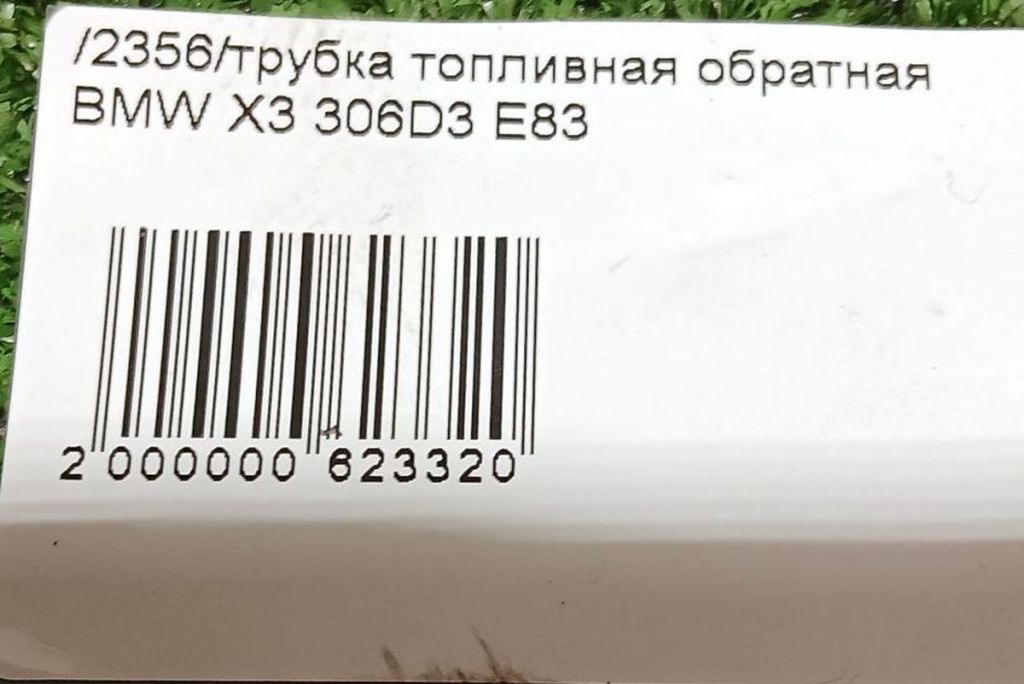 /2356/трубка топливная обратная
BMW X3 306D3 E83
2 000000 623320